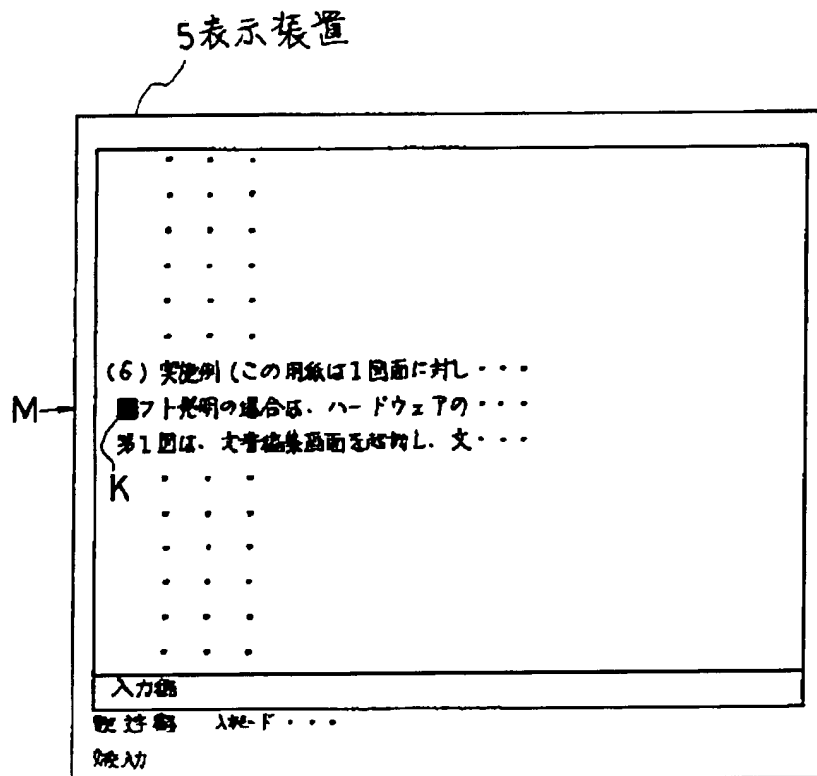 5表示装置
(6)実施例(この用紙は1図面に対し・・・
M
■フト発明の場合は、ハードウェアの・・・
第1図は、文書編集画面を起動し、文・・・
K
入力